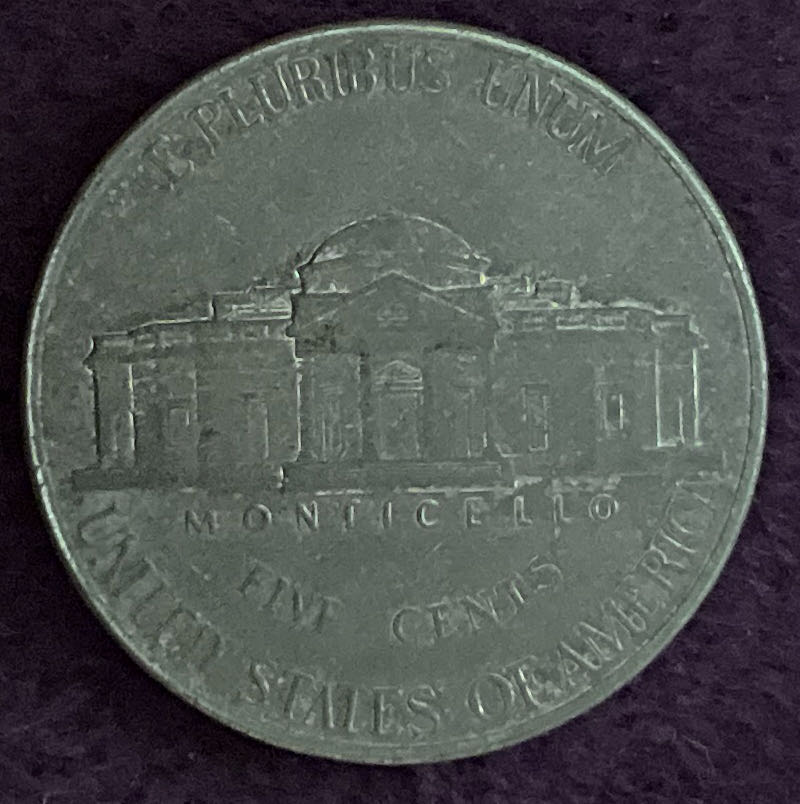 E PLURIBUS UNUM
MONTICELLO
FIVE CENTS
UNITED STATES OF AMERICA